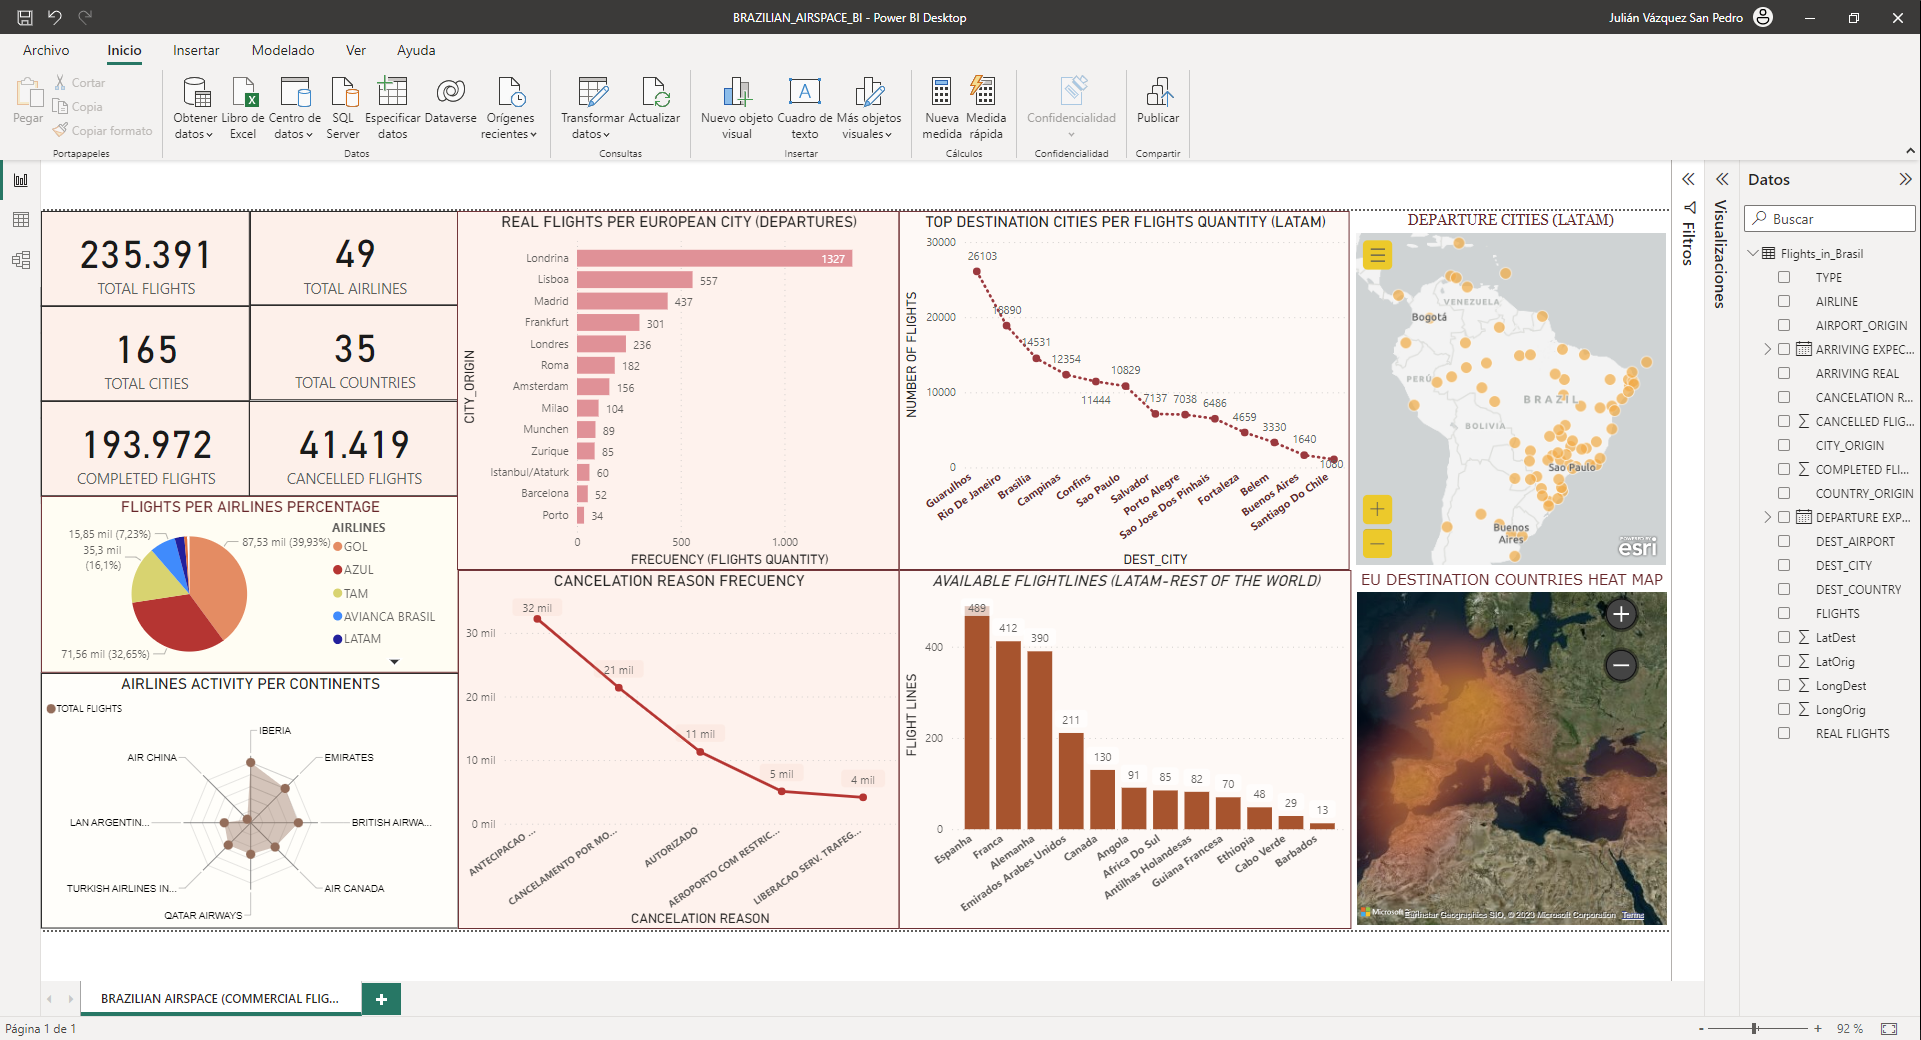 BRAZILIAN_AIRSPACE_BI - Power BI Desktop
Julián Vázquez San Pedro
Archivo Inicio Insertar Modelado Ver Ayuda
Pegar
Cortar
Copia
Copiar formato
Portapapeles
Obtener datos
Libro de Excel
Centro de datos
SQL Server
Especificar datos
Dataverse
Orígenes recientes
Datos
Transformar datos
Actualizar
Consultas
Nuevo objeto visual
Cuadro de texto
Más objetos visuales
Insertar
Nueva medida
Medida rápida
Cálculos
Confidencialidad
Confidencialidad
Publicar
Compartir
235.391
TOTAL FLIGHTS
49
TOTAL AIRLINES
165
TOTAL CITIES
35
TOTAL COUNTRIES
193.972
COMPLETED FLIGHTS
41.419
CANCELLED FLIGHTS
FLIGHTS PER AIRLINES PERCENTAGE
15,85 mil (7,23%)
35,3 mil
(16,1%)
71,56 mil (32,65%)
87,53 mil (39,93%)
AIRLINES
GOL
AZUL
TAM
AVIANCA BRASIL
LATAM
AIRLINES ACTIVITY PER CONTINENTS
TOTAL FLIGHTS
IBERIA
EMIRATES
BRITISH AIRWA...
AIR CANADA
QATAR AIRWAYS
TURKISH AIRLINES IN...
LAN ARGENTIN...
AIR CHINA
REAL FLIGHTS PER EUROPEAN CITY (DEPARTURES)
CITY_ORIGIN
Londrina 1327
Lisboa 557
Madrid 437
Frankfurt 301
Londres 236
Roma 182
Amsterdam 156
Milao 104
Munchen 89
Zurique 85
Istanbul/Ataturk 60
Barcelona 52
Porto 34
0 500 1.000
FRECUENCY (FLIGHTS QUANTITY)
TOP DESTINATION CITIES PER FLIGHTS QUANTITY (LATAM)
NUMBER OF FLIGHTS
30000
20000
10000
0
26103
18890
14531
12354
11444
10829
7137
7038
6486
4659
3330
1640
1080
Guarulhos
Rio De Janeiro
Brasilia
Campinas
Confins
Sao Paulo
Salvador
Porto Alegre
Sao Jose Dos Pinhais
Fortaleza
Belem
Buenos Aires
Santiago Do Chile
DEST_CITY
CANCELATION REASON FRECUENCY
30 mil
20 mil
10 mil
0 mil
32 mil
21 mil
11 mil
5 mil
4 mil
ANTECIPACAO ...
CANCELAMENTO POR MO...
AUTORIZADO
AEROPORTO COM RESTRIC...
LIBERACAO SERV. TRAFEG...
CANCELATION REASON
AVAILABLE FLIGHTLINES (LATAM-REST OF THE WORLD)
FLIGHT LINES
400
200
0
489
412
390
211
130
91
85
82
70
48
29
13
Espanha
Franca
Alemanha
Emirados Arabes Unidos
Canada
Angola
Africa Do Sul
Antilhas Holandesas
Guiana Francesa
Ethiopia
Cabo Verde
Barbados
DEPARTURE CITIES (LATAM)
VENEZUELA
Bogotá
PERÚ
BRAZIL
BOLIVIA
Sao Paulo
Buenos Aires
POWERED BY
esri
EU DESTINATION COUNTRIES HEAT MAP
Earthstar Geographics SIO, © 2023 Microsoft Corporation Terms
Filtros
Visualizaciones
Datos
Buscar
Flights_in_Brasil
TYPE
AIRLINE
AIRPORT_ORIGIN
ARRIVING EXPEC...
ARRIVING REAL
CANCELATION R...
CANCELLED FLIG...
CITY_ORIGIN
COMPLETED FLI...
COUNTRY_ORIGIN
DEPARTURE EXP...
DEST_AIRPORT
DEST_CITY
DEST_COUNTRY
FLIGHTS
LatDest
LatOrig
LongDest
LongOrig
REAL FLIGHTS
BRAZILIAN AIRSPACE (COMMERCIAL FLIG...
Página 1 de 1
- + 92 %